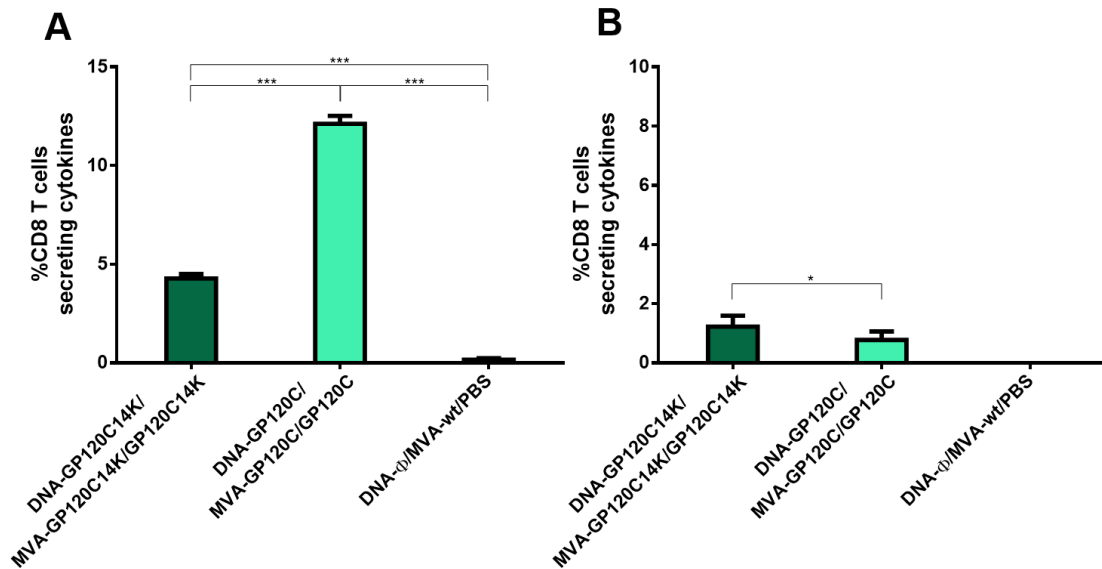 A
%CD8 T cells
secreting cytokines
15
10
5
0
***
***
***
DNA-GP120C14K/
MVA-GP120C14K/GP120C14K
DNA-GP120C/
MVA-GP120C/GP120C
DNA-Φ/MVA-wt/PBS
B
%CD8 T cells
secreting cytokines
10
8
6
4
2
0
*
DNA-GP120C14K/
MVA-GP120C14K/GP120C14K
DNA-GP120C/
MVA-GP120C/GP120C
DNA-Φ/MVA-wt/PBS